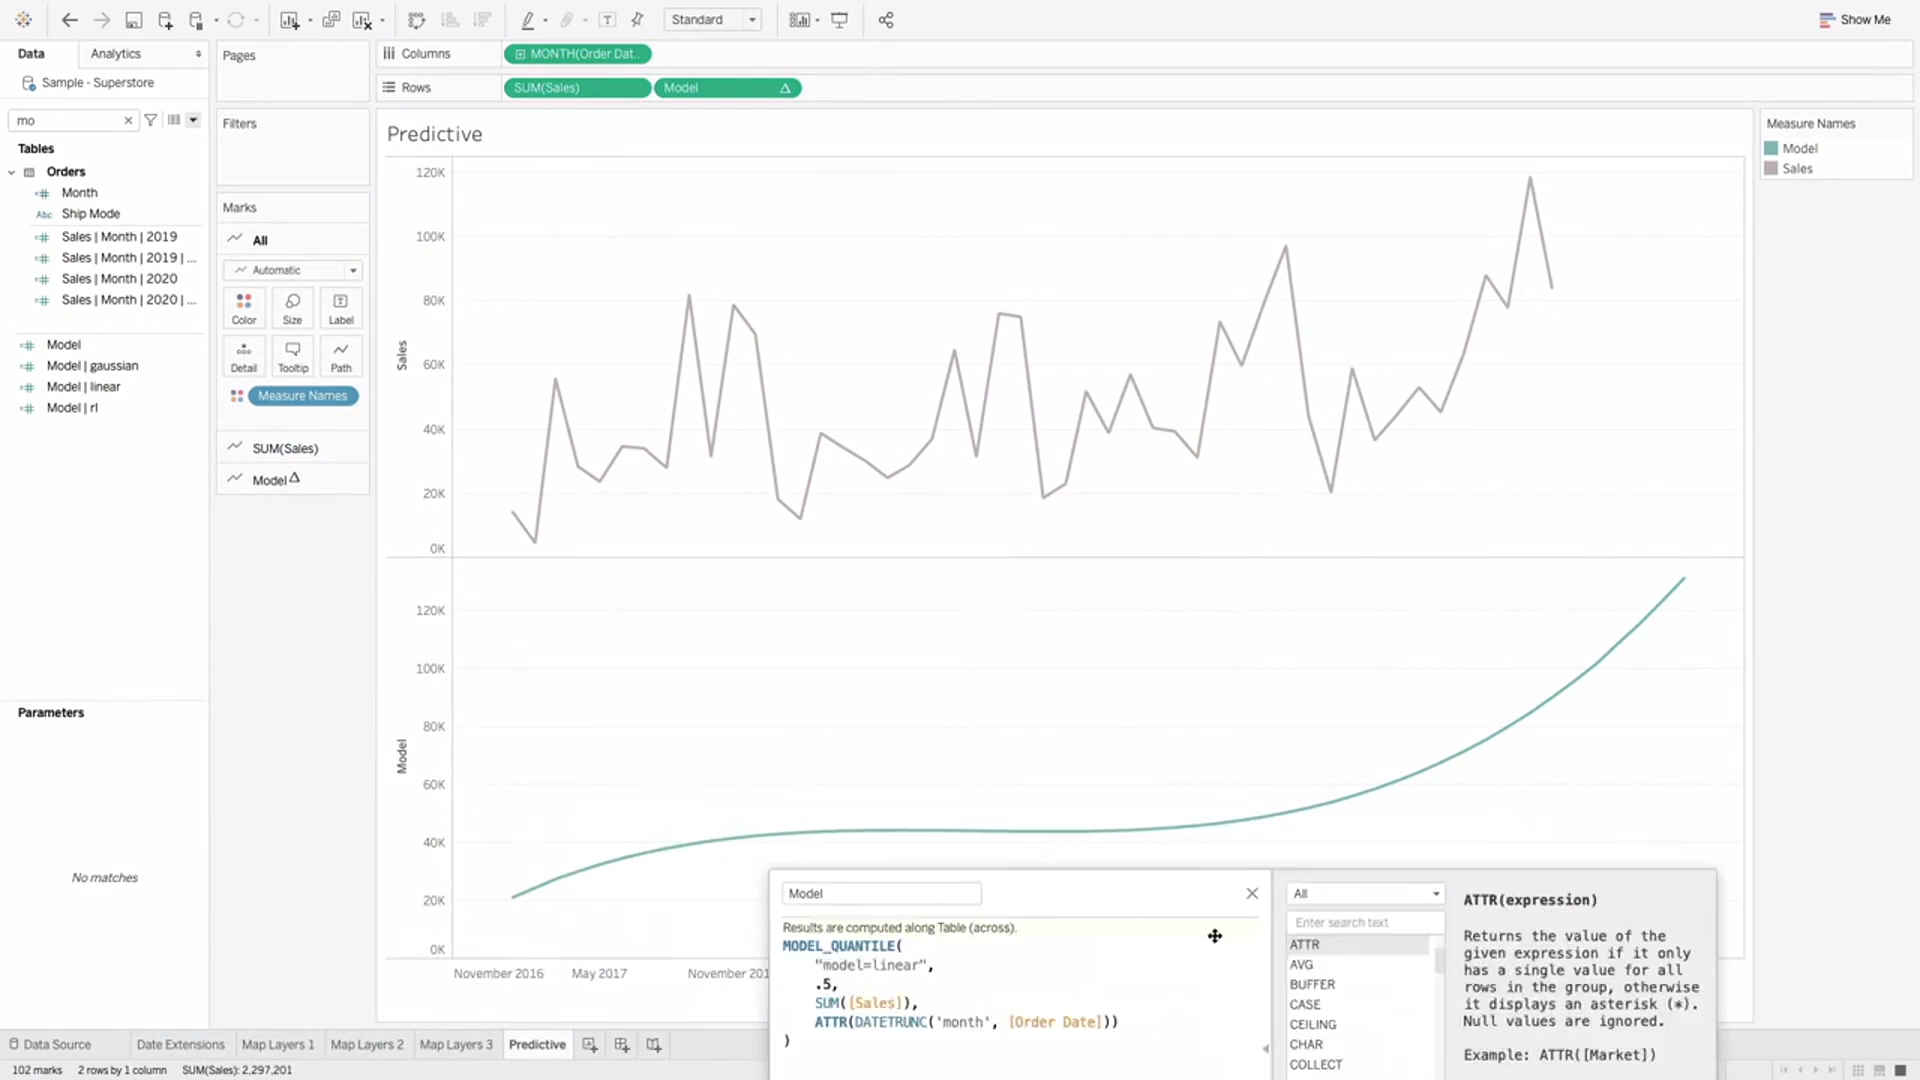 Standard
Show Me
Data
Analytics
Pages
Columns
MONTH(Order Dat..
Sample - Superstore
Rows
SUM(Sales)
Model
mo
Filters
Predictive
Measure Names
Model
Sales
Tables
Orders
Month
Ship Mode
Sales | Month | 2019
Sales | Month | 2019 | ...
Sales | Month | 2020
Sales | Month | 2020 | ...
Model
Model | gaussian
Model | linear
Model | rl
Marks
All
Automatic
Color
Size
Label
Detail
Tooltip
Path
Measure Names
SUM(Sales)
Model
120K
100K
80K
60K
40K
20K
0K
Sales
120K
100K
80K
60K
40K
20K
0K
Model
November 2016
May 2017
November 201
Parameters
No matches
Model
Results are computed along Table (across).
MODEL_QUANTILE(
"model=linear",
.5,
SUM([Sales]),
ATTR(DATETRUNC('month', [Order Date]))
)
All
Enter search text
ATTR
AVG
BUFFER
CASE
CEILING
CHAR
COLLECT
ATTR(expression)
Returns the value of the
given expression if it only
has a single value for all
rows in the group, otherwise
it displays an asterisk (*).
Null values are ignored.
Example: ATTR([Market])
Data Source
Date Extensions
Map Layers 1
Map Layers 2
Map Layers 3
Predictive
102 marks
2 rows by 1 column
SUM(Sales): 2,297,201